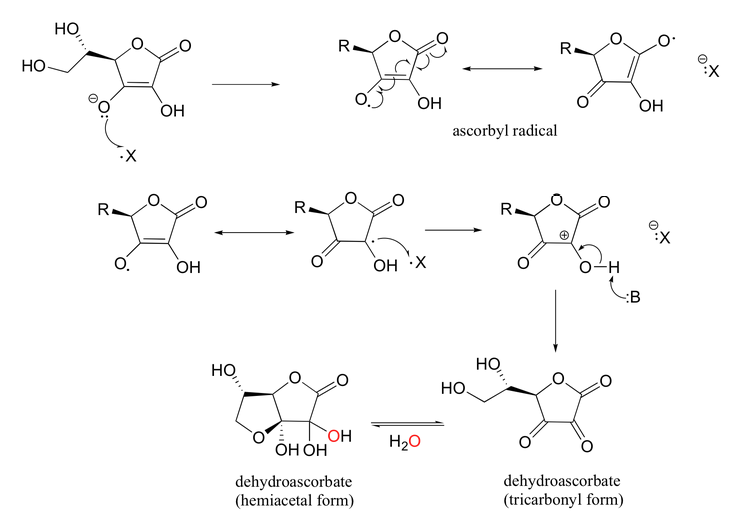 HO
HO
O
O
O
⊖
:
OH
·X
R
O
O
O·
OH
ascorbyl radical
R
O
O·
O
OH
⊖
:X
R
O
O
O·
OH
R
O
O
O
·
OH
·X
R
O
O
O
⊕
O–H
:B
⊖
:X
HO
O
O
O
OH
OH
OH
H₂O
HO
HO
O
O
O
O
dehydroascorbate
(hemiacetal form)
dehydroascorbate
(tricarbonyl form)